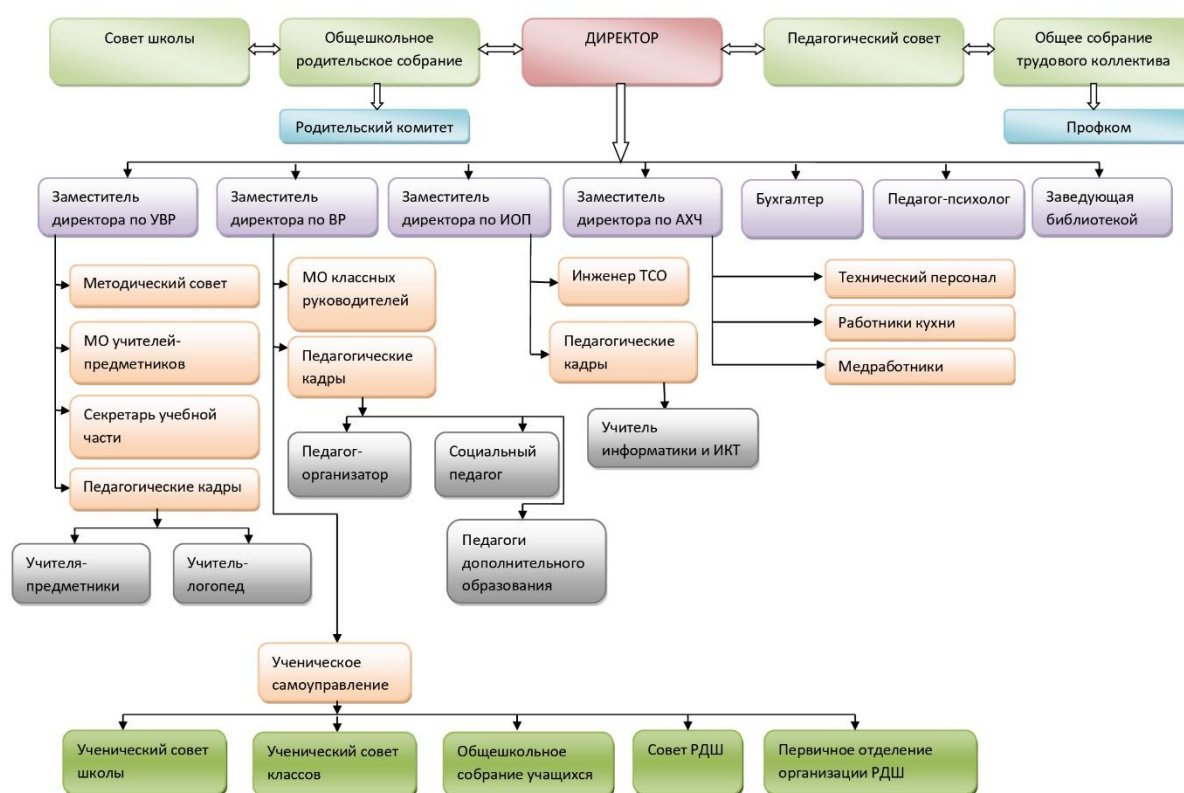 Совет школы
Общешкольное
родительское собрание
ДИРЕКТОР
Педагогический совет
Общее собрание
трудового коллектива
Родительский комитет
Профком
Заместитель
директора по УВР
Заместитель
директора по ВР
Заместитель
директора по ИОП
Заместитель
директора по АХЧ
Бухгалтер
Педагог-психолог
Заведующая
библиотекой
Методический совет
МО учителей-
предметников
Секретарь учебной
части
Педагогические кадры
Учителя-
предметники
Учитель-
логопед
МО классных
руководителей
Педагогические
кадры
Педагог-
организатор
Социальный
педагог
Педагоги
дополнительного
образования
Инженер ТСО
Педагогические
кадры
Учитель
информатики и ИКТ
Технический персонал
Работники кухни
Медработники
Ученическое
самоуправление
Ученический совет
школы
Ученический совет
классов
Общешкольное
собрание учащихся
Совет РДШ
Первичное отделение
организации РДШ